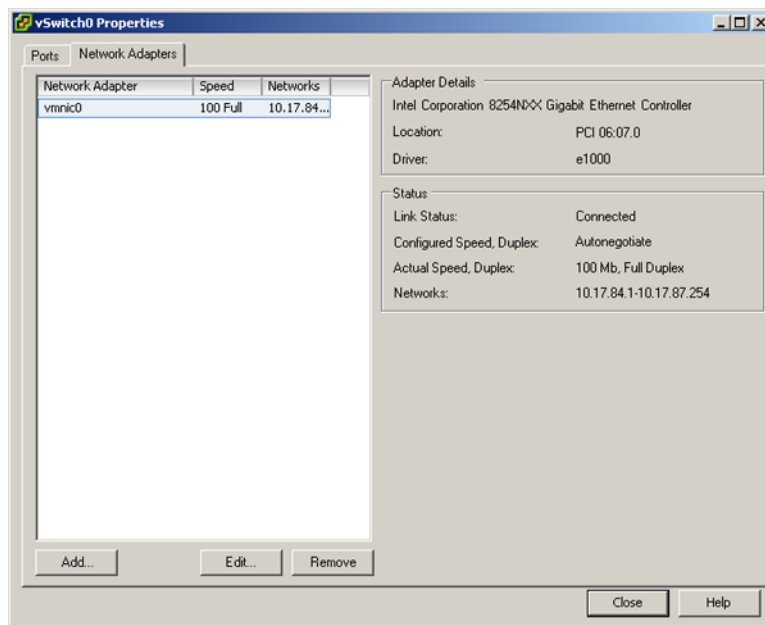 vSwitch0 Properties
Ports Network Adapters
Network Adapter Speed Networks
vmnic0 100 Full 10.17.84...
Adapter Details
Intel Corporation 8254NXX Gigabit Ethernet Controller
Location: PCI 06:07.0
Driver: e1000
Status
Link Status: Connected
Configured Speed, Duplex: Autonegotiate
Actual Speed, Duplex: 100 Mb, Full Duplex
Networks: 10.17.84.1-10.17.87.254
Add... Edit... Remove
Close Help